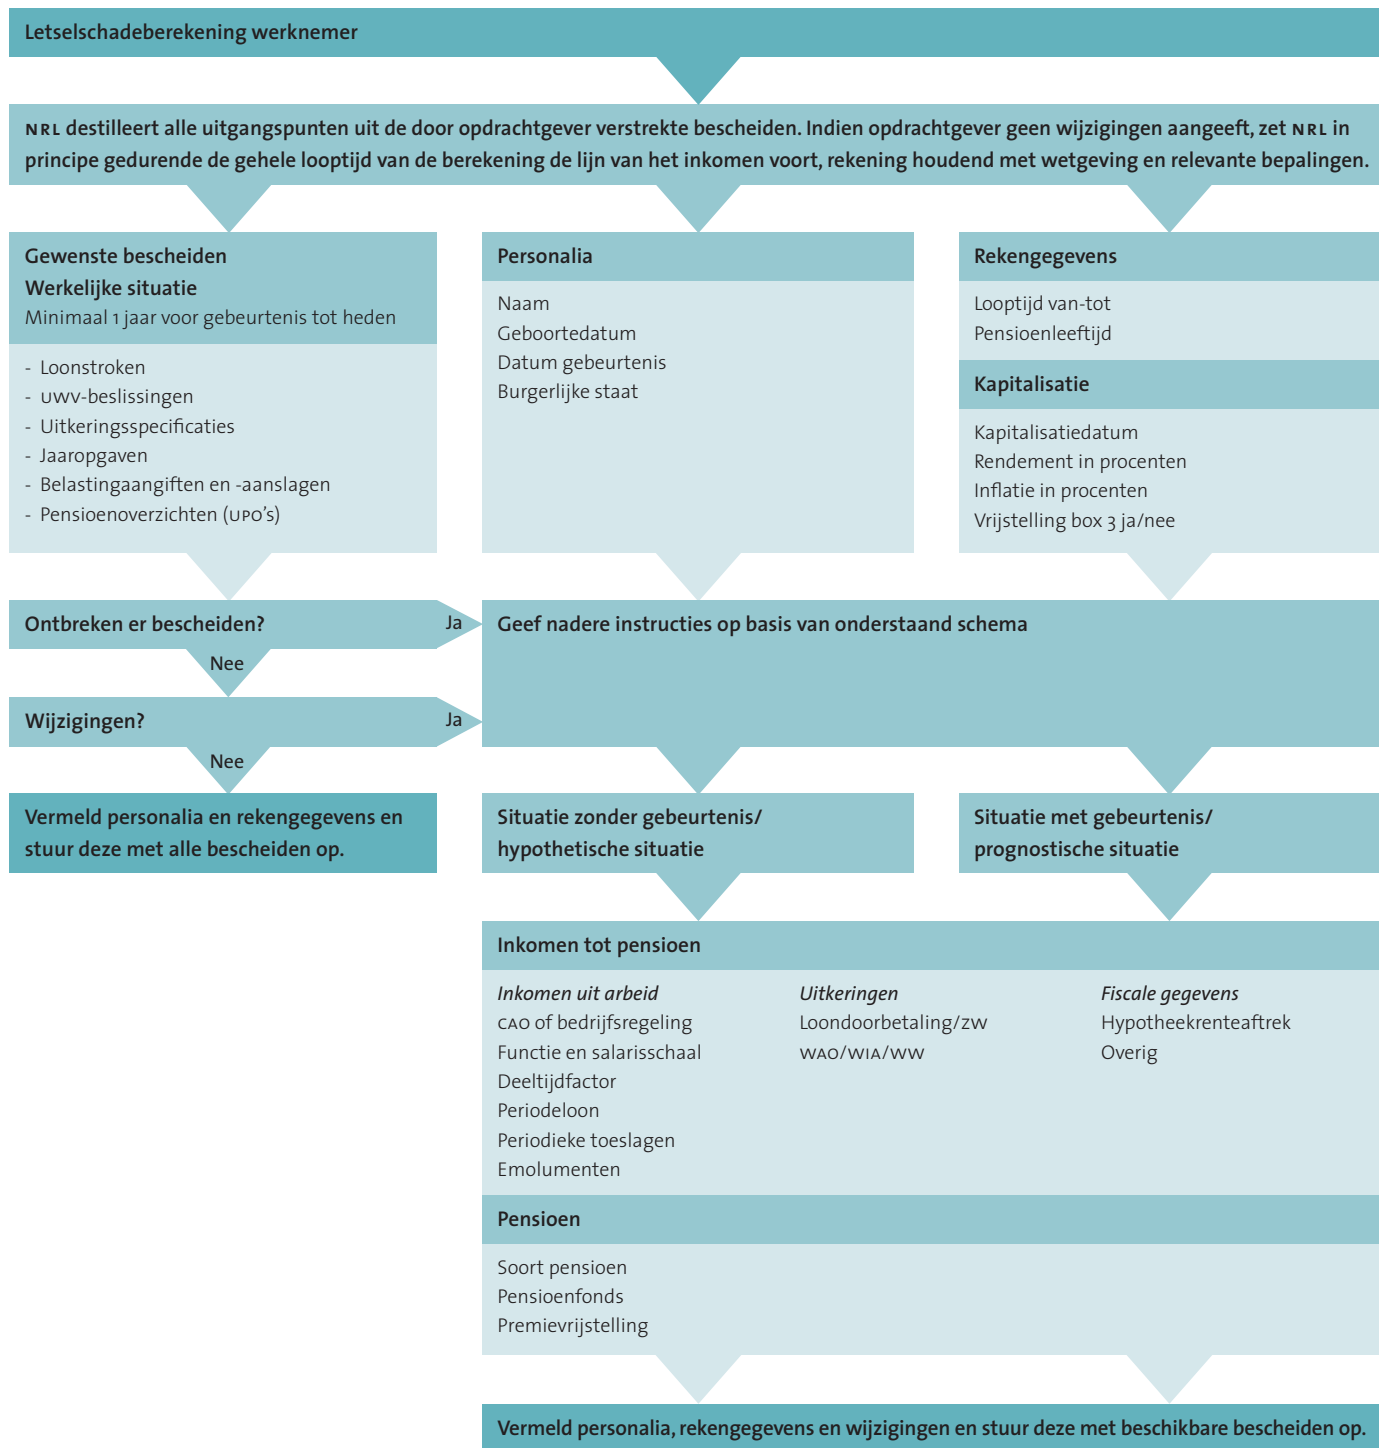 Letselschadeberekening werknemer
NRL destilleert alle uitgangspunten uit de door opdrachtgever verstrekte bescheiden. Indien opdrachtgever geen wijzigingen aangeeft, zet NRL in
principe gedurende de gehele looptijd van de berekening de lijn van het inkomen voort, rekening houdend met wetgeving en relevante bepalingen.
Gewenste bescheiden
Werkelijke situatie
Minimaal 1 jaar voor gebeurtenis tot heden
- Loonstroken
- UWV-beslissingen
- Uitkeringsspecificaties
- Jaaropgaven
- Belastingaangiften en -aanslagen
- Pensioenoverzichten (UPO's)
Personalia
Naam
Geboortedatum
Datum gebeurtenis
Burgerlijke staat
Rekengegevens
Looptijd van-tot
Pensioenleeftijd
Kapitalisatie
Kapitalisatiedatum
Rendement in procenten
Inflatie in procenten
Vrijstelling box 3 ja/nee
Ontbreken er bescheiden?
Ja
Nee
Geef nadere instructies op basis van onderstaand schema
Wijzigingen?
Ja
Nee
Vermeld personalia en rekengegevens en
stuur deze met alle bescheiden op.
Situatie zonder gebeurtenis/
hypothetische situatie
Situatie met gebeurtenis/
prognostische situatie
Inkomen tot pensioen
Inkomen uit arbeid
CAO of bedrijfsregeling
Functie en salarisschaal
Deeltijdfactor
Periodeloon
Periodieke toeslagen
Emolumenten
Uitkeringen
Loondoorbetaling/ZW
WAO/WIA/WW
Fiscale gegevens
Hypotheekrenteaftrek
Overig
Pensioen
Soort pensioen
Pensioenfonds
Premievrijstelling
Vermeld personalia, rekengegevens en wijzigingen en stuur deze met beschikbare bescheiden op.